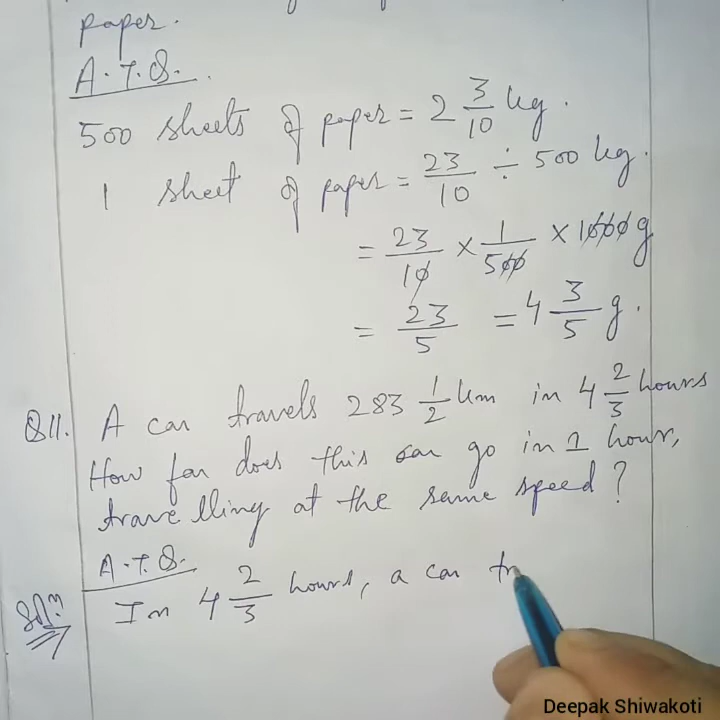 paper.
A.T.Q.
500 sheets of paper = 2 3/10 kg.
1 sheet of paper = 23/10 ÷ 500 kg.
= 23/10 × 1/500 × 1000 g
= 23/5 = 4 3/5 g.
Q11. A car travels 283 1/2 km in 4 2/3 hours
How far does this car go in 1 hour,
travelling at the same speed?
A.T.Q.
Sol: In 4 2/3 hours, a car tr
Deepak Shiwakoti